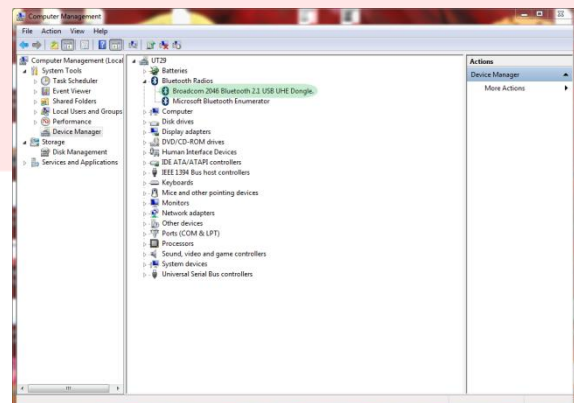 Computer Management
File Action View Help
Computer Management (Local
System Tools
Task Scheduler
Event Viewer
Shared Folders
Local Users and Groups
Performance
Device Manager
Storage
Disk Management
Services and Applications
UT29
Batteries
Bluetooth Radios
Broadcom 2046 Bluetooth 2.1 USB UHE Dongle.
Microsoft Bluetooth Enumerator
Computer
Disk drives
Display adapters
DVD/CD-ROM drives
Human Interface Devices
IDE ATA/ATAPI controllers
IEEE 1394 Bus host controllers
Keyboards
Mice and other pointing devices
Monitors
Network adapters
Other devices
Ports (COM & LPT)
Processors
Sound, video and game controllers
System devices
Universal Serial Bus controllers
Actions
Device Manager
More Actions